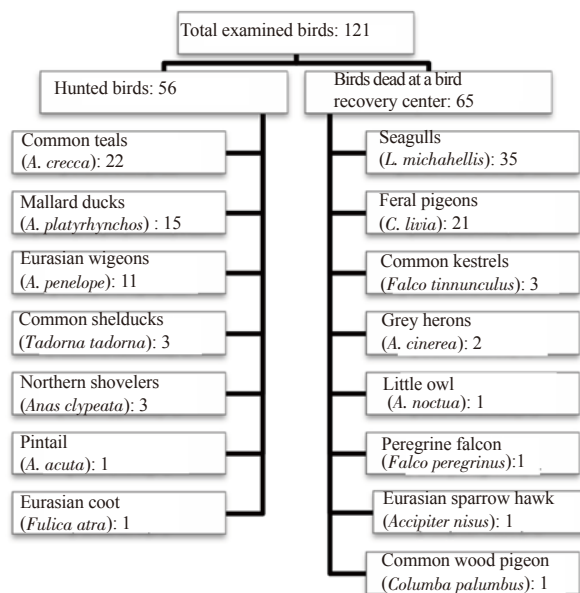 Total examined birds: 121
Hunted birds: 56
Common teals
(A. crecca): 22
Mallard ducks
(A. platyrhynchos) : 15
Eurasian wigeons
(A. penelope): 11
Common shelducks
(Tadorna tadorna): 3
Northern shovelers
(Anas clypeata): 3
Pintail
(A. acuta): 1
Eurasian coot
(Fulica atra): 1
Birds dead at a bird
recovery center: 65
Seagulls
(L. michahellis): 35
Feral pigeons
(C. livia): 21
Common kestrels
(Falco tinnunculus): 3
Grey herons
(A. cinerea): 2
Little owl
(A. noctua): 1
Peregrine falcon
(Falco peregrinus):1
Eurasian sparrow hawk
(Accipiter nisus): 1
Common wood pigeon
(Columba palumbus): 1